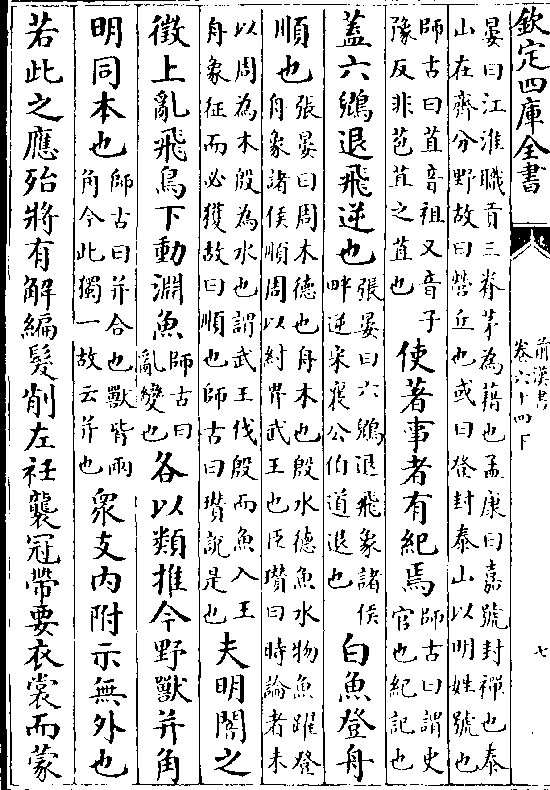 欽定四庫全書
前漢書
卷六十四下
七
晏曰江淮職貢三脊茅為藉也孟康曰嘉號封禪也泰
山在齊分野故曰營丘也或曰登封泰山以明姓號也
師古曰苴音祖又音子
豫反非苞苴之苴也
使著事者有紀焉
師古曰謂史
官也紀記也
蓋六鶂退飛逆也
張晏曰六鶂退飛象諸侯
畔逆宋襄公伯道退也
白魚登舟
順也
張晏曰周木德也舟木也殷水德魚水物魚躍登
舟象諸侯順周以紂畀武王也臣瓚曰時論者未
以周為木殷為水也謂武王伐殷而魚入王
舟象征而必獲故曰順也師古曰瓚說是也
夫明闇之
徵上亂飛鳥下動淵魚
師古曰
亂變也
各以類推今野獸并角
明同本也
師古曰并合也獸皆兩
角今此獨一故云并也
衆支内附示無外也
若此之應殆將有解編髮削左衽襲冠帶要衣裳而蒙